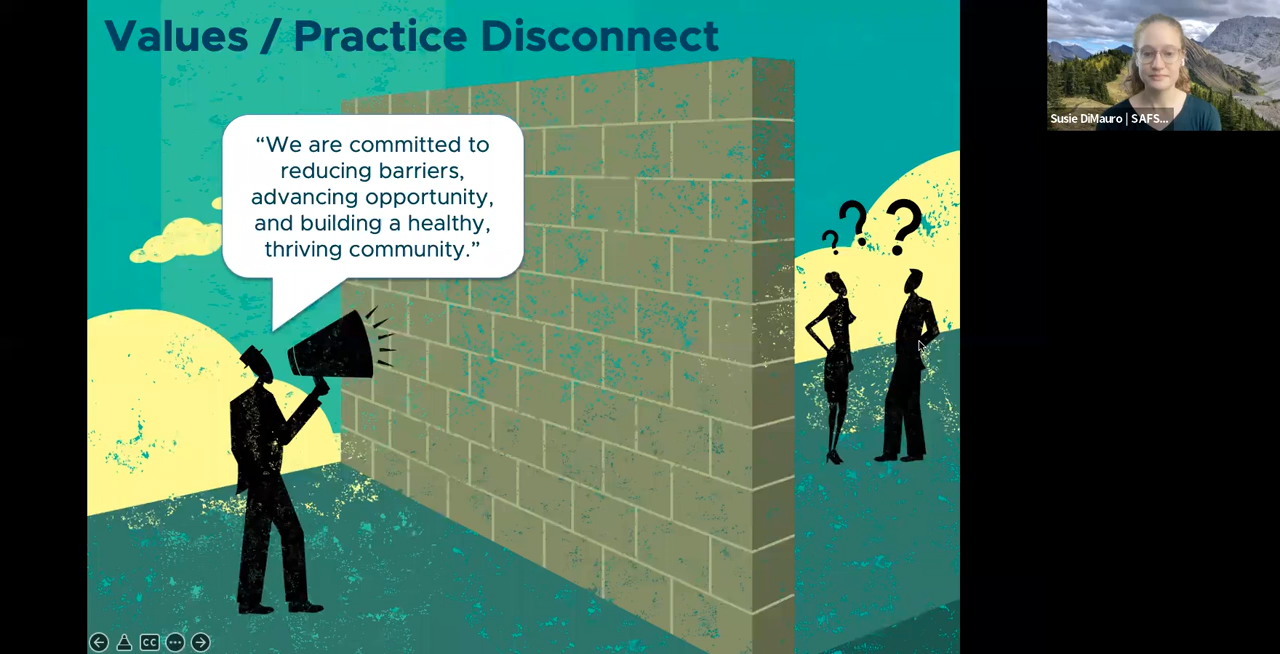 Values / Practice Disconnect
“We are committed to
reducing barriers,
advancing opportunity,
and building a healthy,
thriving community.”
? ? ?
Susie DiMauro | SAFS...
CC